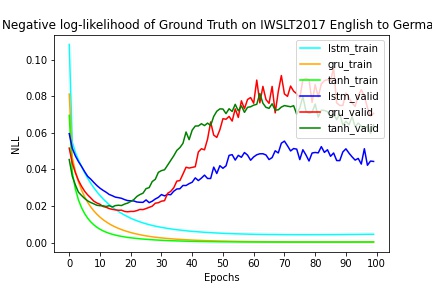 Negative log-likelihood of Ground Truth on IWSLT2017 English to Germa
NLL
0.10
0.08
0.06
0.04
0.02
0.00
0 10 20 30 40 50 60 70 80 90 100
Epochs
lstm_train
gru_train
tanh_train
lstm_valid
gru_valid
tanh_valid